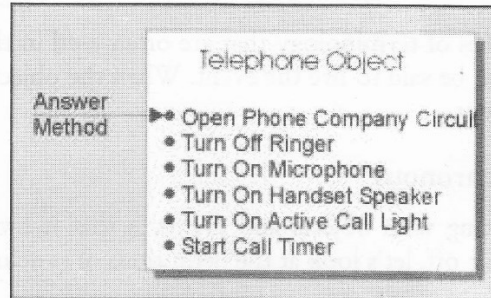 Telephone Object
Answer
Method
• Open Phone Company Circuit
• Turn Off Ringer
• Turn On Microphone
• Turn On Handset Speaker
• Turn On Active Call Light
• Start Call Timer